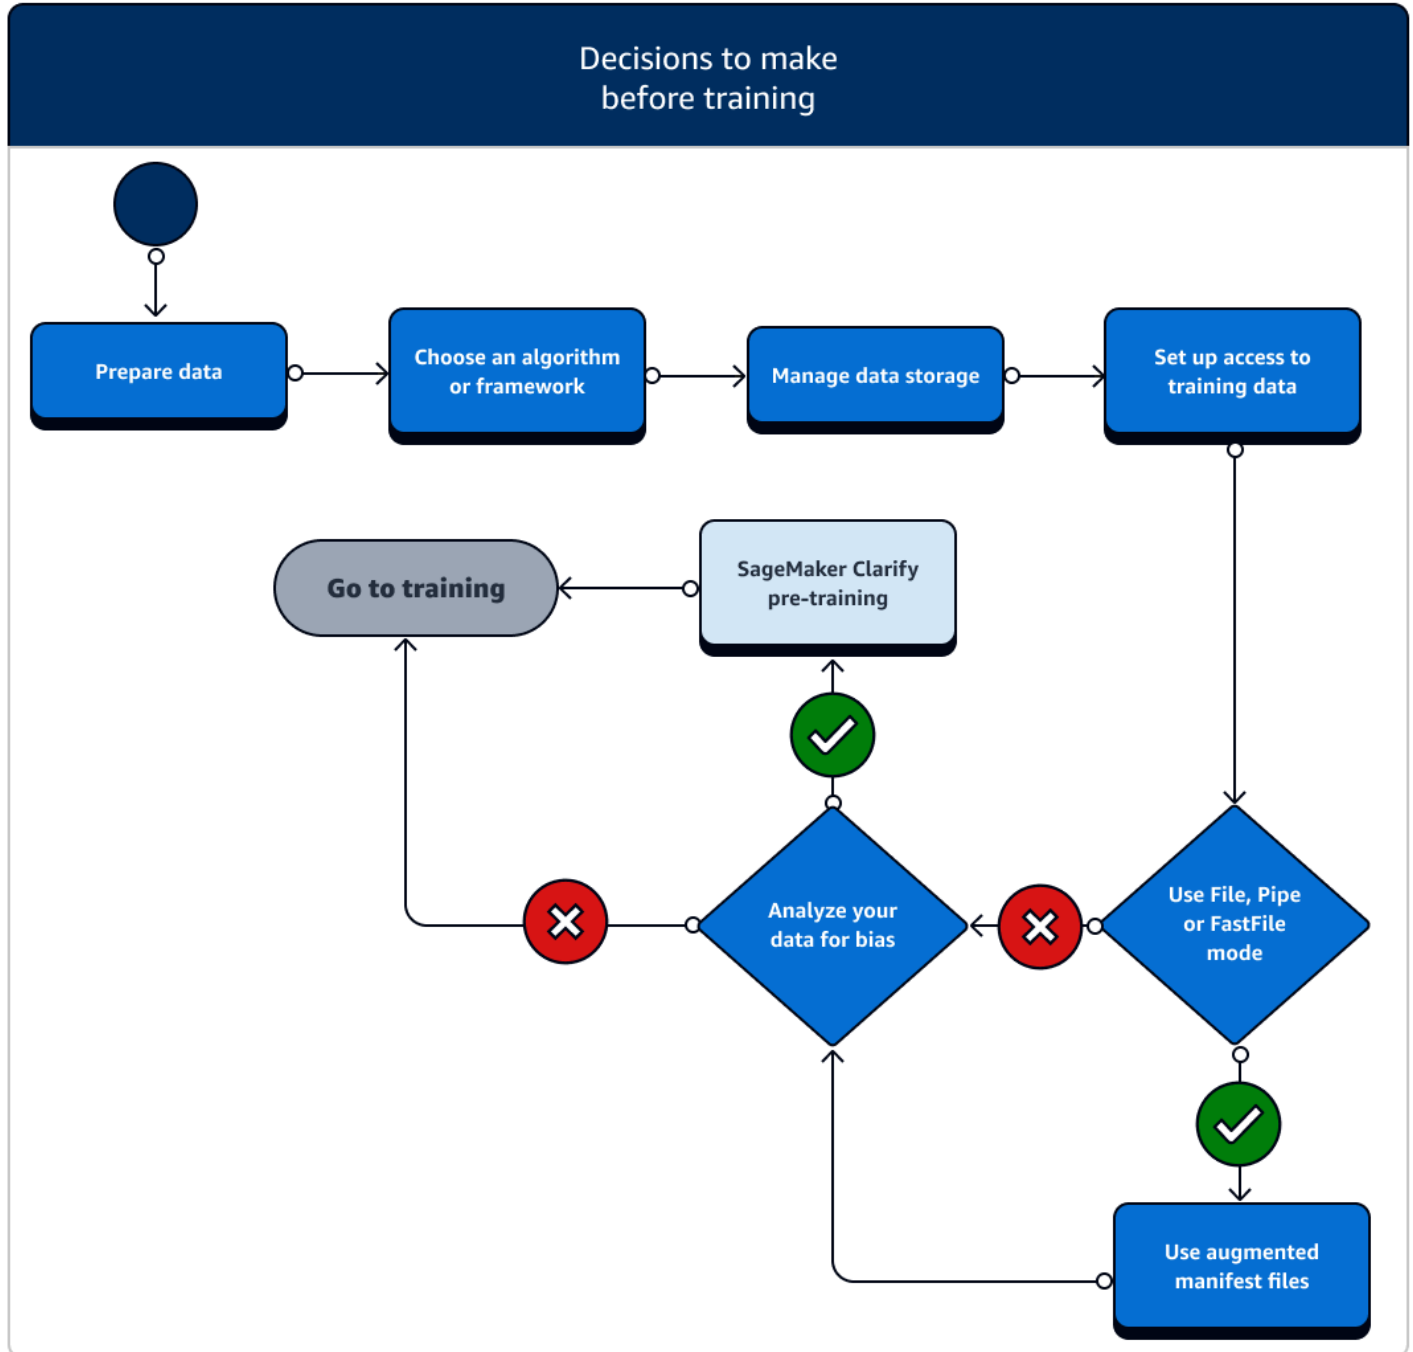 Decisions to make
before training
Prepare data
Choose an algorithm
or framework
Manage data storage
Set up access to
training data
Go to training
SageMaker Clarify
pre-training
Analyze your
data for bias
Use File, Pipe
or FastFile
mode
Use augmented
manifest files